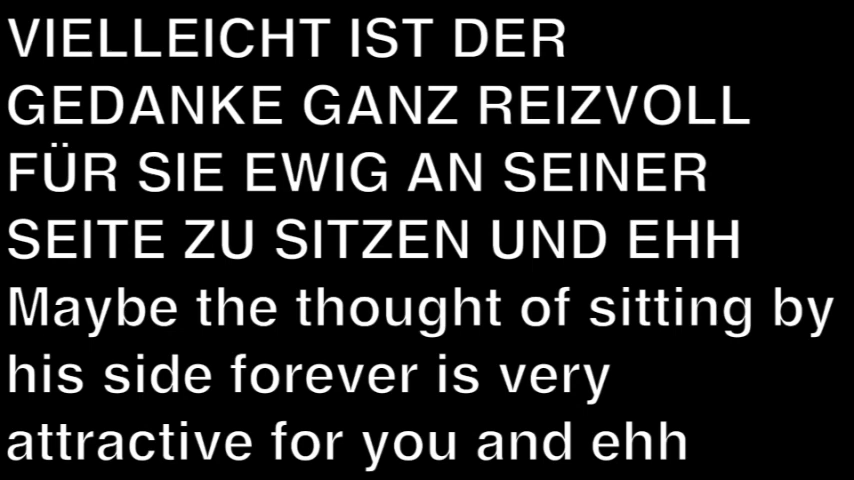 VIELLEICHT IST DER
GEDANKE GANZ REIZVOLL
FÜR SIE EWIG AN SEINER
SEITE ZU SITZEN UND EHH
Maybe the thought of sitting by
his side forever is very
attractive for you and ehh